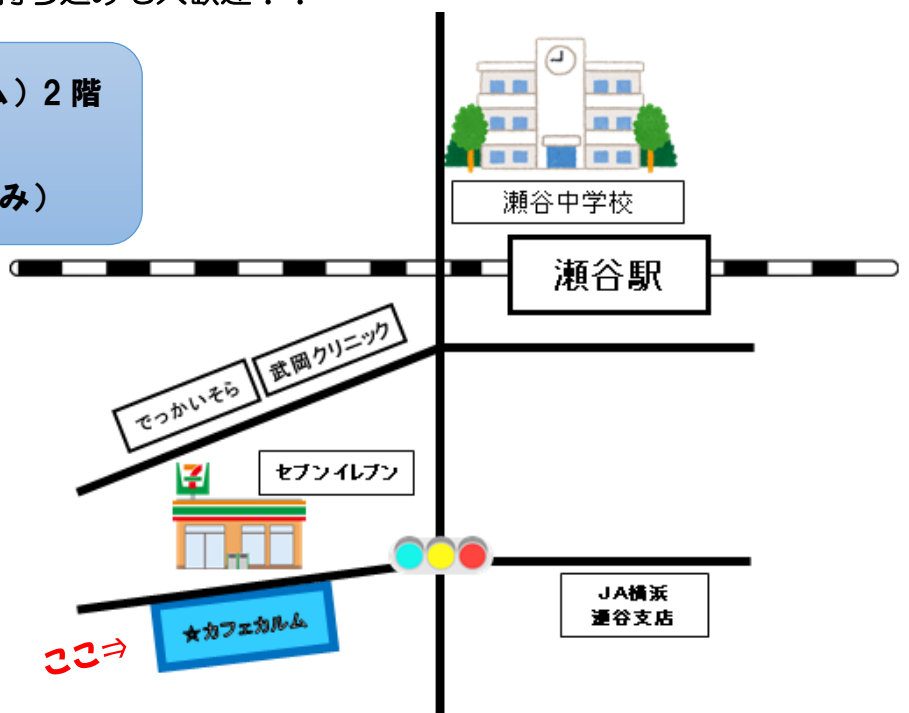 ム）2階
み）
瀬谷中学校
瀬谷駅
武岡クリニック
でっかいそら
セブンイレブン
7
JA横浜
瀬谷支店
★カフェカルム
ここ⇒